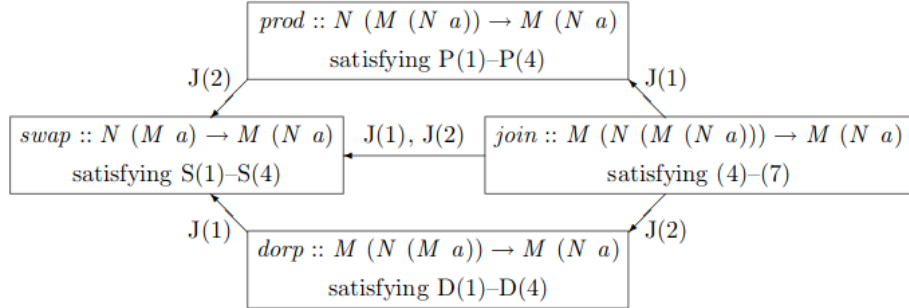 prod :: N (M (N a)) → M (N a)
satisfying P(1)–P(4)
J(2)
J(1)
swap :: N (M a) → M (N a)
satisfying S(1)–S(4)
J(1), J(2)
join :: M (N (M (N a))) → M (N a)
satisfying (4)–(7)
J(1)
J(2)
dorp :: M (N (M a)) → M (N a)
satisfying D(1)–D(4)